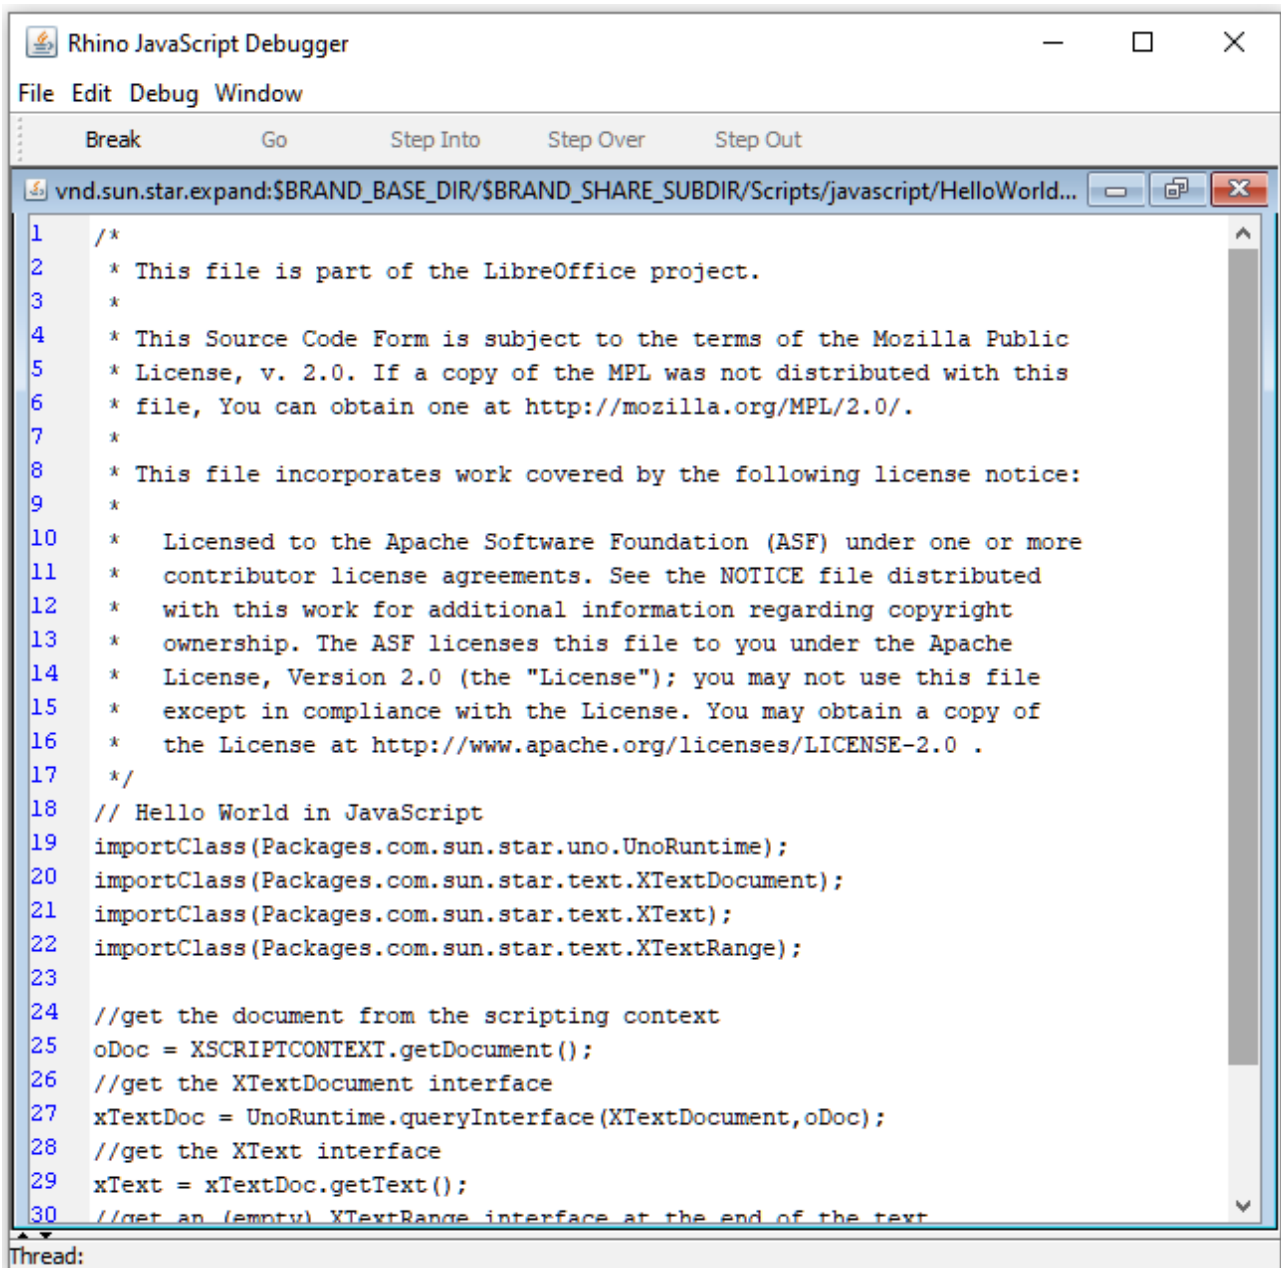 Rhino JavaScript Debugger
File Edit Debug Window
Break Go Step Into Step Over Step Out
vnd.sun.star.expand:$BRAND_BASE_DIR/$BRAND_SHARE_SUBDIR/Scripts/javascript/HelloWorld...
1 /*
2  * This file is part of the LibreOffice project.
3  *
4  * This Source Code Form is subject to the terms of the Mozilla Public
5  * License, v. 2.0. If a copy of the MPL was not distributed with this
6  * file, You can obtain one at http://mozilla.org/MPL/2.0/.
7  *
8  * This file incorporates work covered by the following license notice:
9  *
10  *   Licensed to the Apache Software Foundation (ASF) under one or more
11  *   contributor license agreements. See the NOTICE file distributed
12  *   with this work for additional information regarding copyright
13  *   ownership. The ASF licenses this file to you under the Apache
14  *   License, Version 2.0 (the "License"); you may not use this file
15  *   except in compliance with the License. You may obtain a copy of
16  *   the License at http://www.apache.org/licenses/LICENSE-2.0 .
17  */
18 // Hello World in JavaScript
19 importClass(Packages.com.sun.star.uno.UnoRuntime);
20 importClass(Packages.com.sun.star.text.XTextDocument);
21 importClass(Packages.com.sun.star.text.XText);
22 importClass(Packages.com.sun.star.text.XTextRange);
23
24 //get the document from the scripting context
25 oDoc = XSCRIPTCONTEXT.getDocument();
26 //get the XTextDocument interface
27 xTextDoc = UnoRuntime.queryInterface(XTextDocument,oDoc);
28 //get the XText interface
29 xText = xTextDoc.getText();
30 //get an (empty) XTextRange interface at the end of the text
Thread: